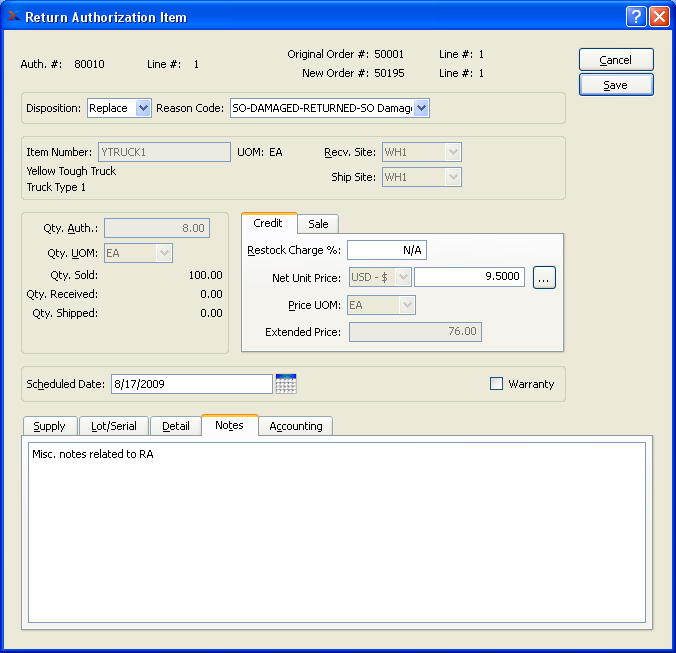 Return Authorization Item
Auth. #: 80010 Line #: 1
Original Order #: 50001 Line #: 1
New Order #: 50195 Line #: 1
Cancel
Save
Disposition: Replace Reason Code: SO-DAMAGED-RETURNED-SO Damag
Item Number: YTRUCK1 UOM: EA
Yellow Tough Truck
Truck Type 1
Recv. Site: WH1
Ship Site: WH1
Qty. Auth.: 8.00
Qty. UOM: EA
Qty. Sold: 100.00
Qty. Received: 0.00
Qty. Shipped: 0.00
Credit Sale
Restock Charge %: N/A
Net Unit Price: USD - $ 9.5000 ...
Price UOM: EA
Extended Price: 76.00
Scheduled Date: 8/17/2009 Warranty
Supply Lot/Serial Detail Notes Accounting
Misc. notes related to RA